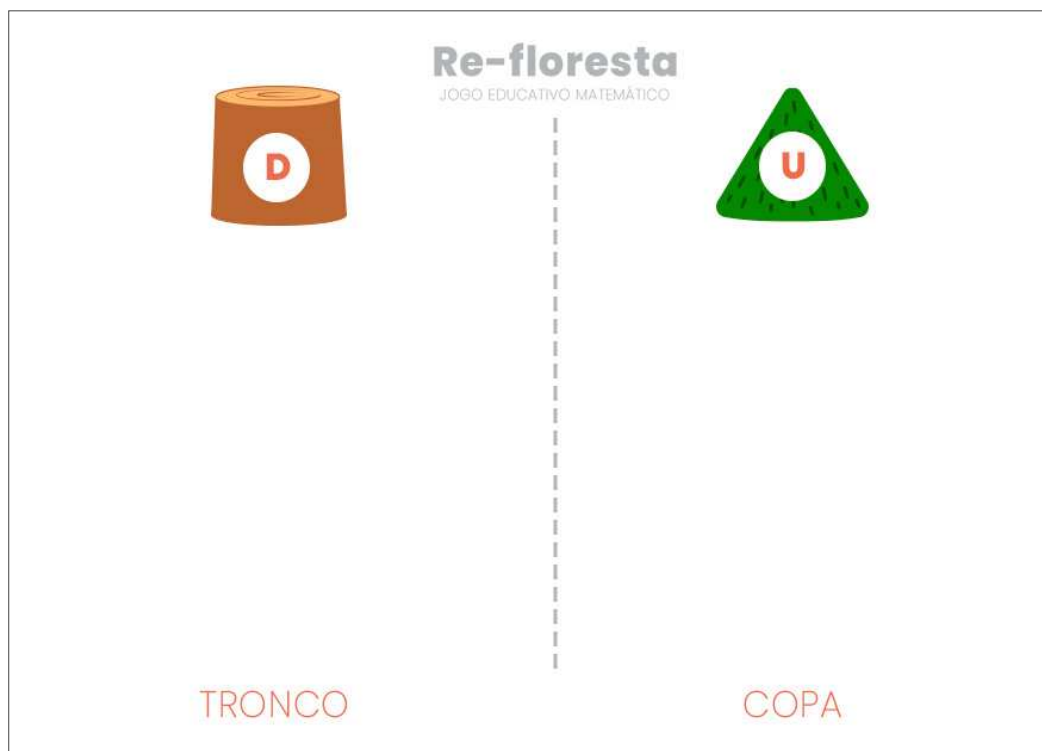 Re-floresta
JOGO EDUCATIVO MATEMÁTICO
D
U
TRONCO
COPA